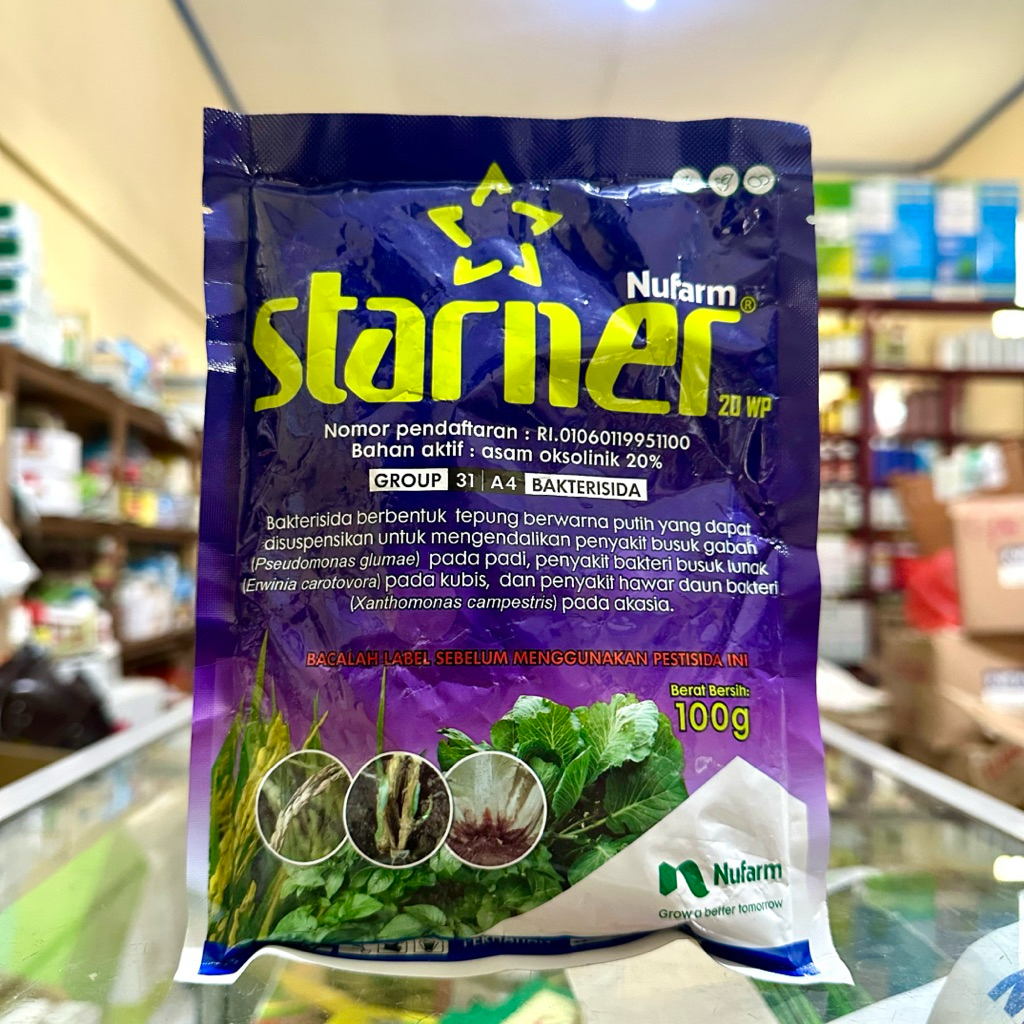 Nufarm
starner®
20 WP
Nomor pendaftaran : RI.01060119951100
Bahan aktif : asam oksolinik 20%
GROUP 31 A4 BAKTERISIDA
Bakterisida berbentuk tepung berwarna putih yang dapat
disuspensikan untuk mengendalikan penyakit busuk gabah
(Pseudomonas glumae) pada padi, penyakit bakteri busuk lunak
(Erwinia carotovora) pada kubis, dan penyakit hawar daun bakteri
(Xanthomonas campestris) pada akasia.
BACALAH LABEL SEBELUM MENGGUNAKAN PESTISIDA INI
Berat Bersih:
100g
Nufarm
Grow a better tomorrow